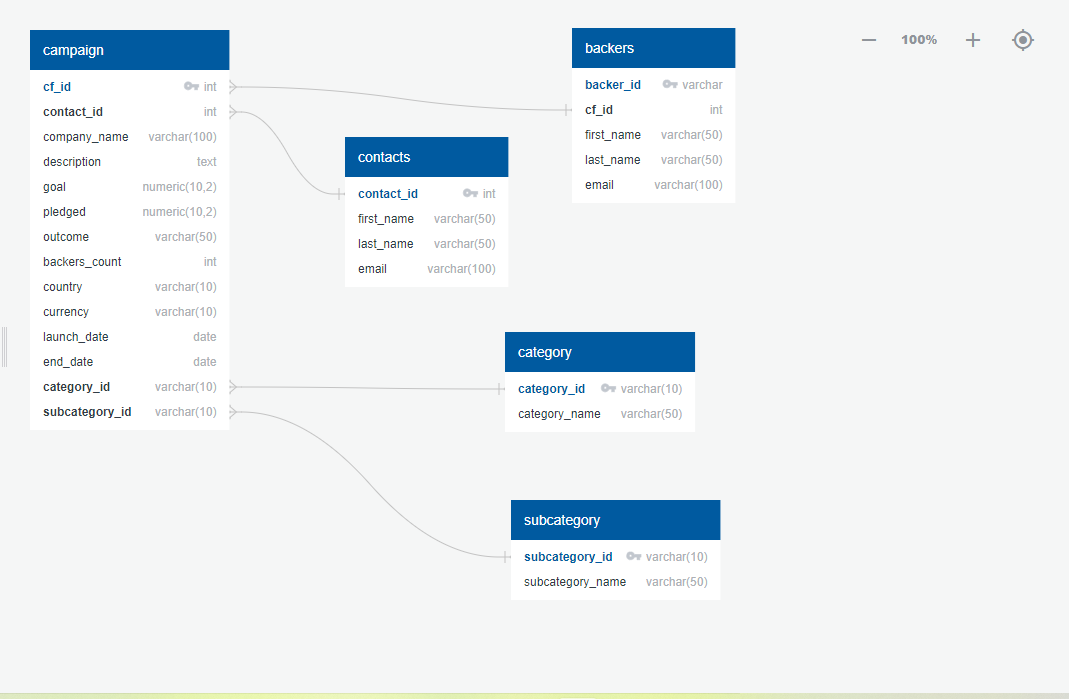 campaign
cf_id int
contact_id int
company_name varchar(100)
description text
goal numeric(10,2)
pledged numeric(10,2)
outcome varchar(50)
backers_count int
country varchar(10)
currency varchar(10)
launch_date date
end_date date
category_id varchar(10)
subcategory_id varchar(10)
contacts
contact_id int
first_name varchar(50)
last_name varchar(50)
email varchar(100)
backers
backer_id varchar
cf_id int
first_name varchar(50)
last_name varchar(50)
email varchar(100)
category
category_id varchar(10)
category_name varchar(50)
subcategory
subcategory_id varchar(10)
subcategory_name varchar(50)
100%